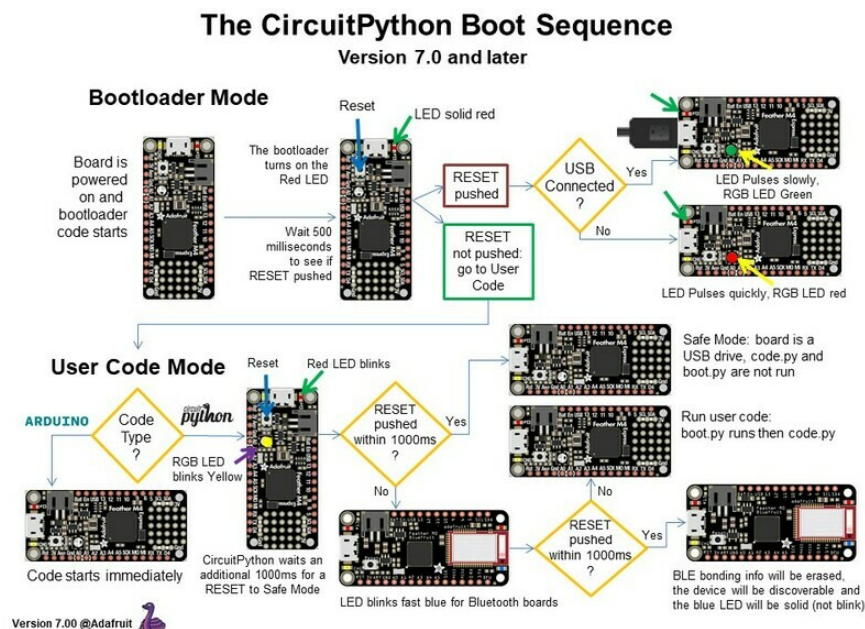 The CircuitPython Boot Sequence
Version 7.0 and later
Bootloader Mode
Reset
LED solid red
Board is
powered
on and
bootloader
code starts
The bootloader
turns on the
Red LED
Wait 500
milliseconds
to see if
RESET pushed
RESET
pushed
RESET
not pushed:
go to User
Code
USB
Connected
?
Yes
No
LED Pulses slowly,
RGB LED Green
LED Pulses quickly, RGB LED red
User Code Mode
ARDUINO
Code
Type
?
circuit
python
Reset
Red LED blinks
RGB LED
blinks Yellow
Code starts immediately
CircuitPython waits an
additional 1000ms for a
RESET to Safe Mode
RESET
pushed
within 1000ms
?
Yes
No
Safe Mode: board is a
USB drive, code.py and
boot.py are not run
Run user code:
boot.py runs then code.py
LED blinks fast blue for Bluetooth boards
RESET
pushed
within 1000ms
?
No
Yes
BLE bonding info will be erased,
the device will be discoverable and
the blue LED will be solid (not blink)
Version 7.00 @Adafruit
Adafruit
Feather M4
Express